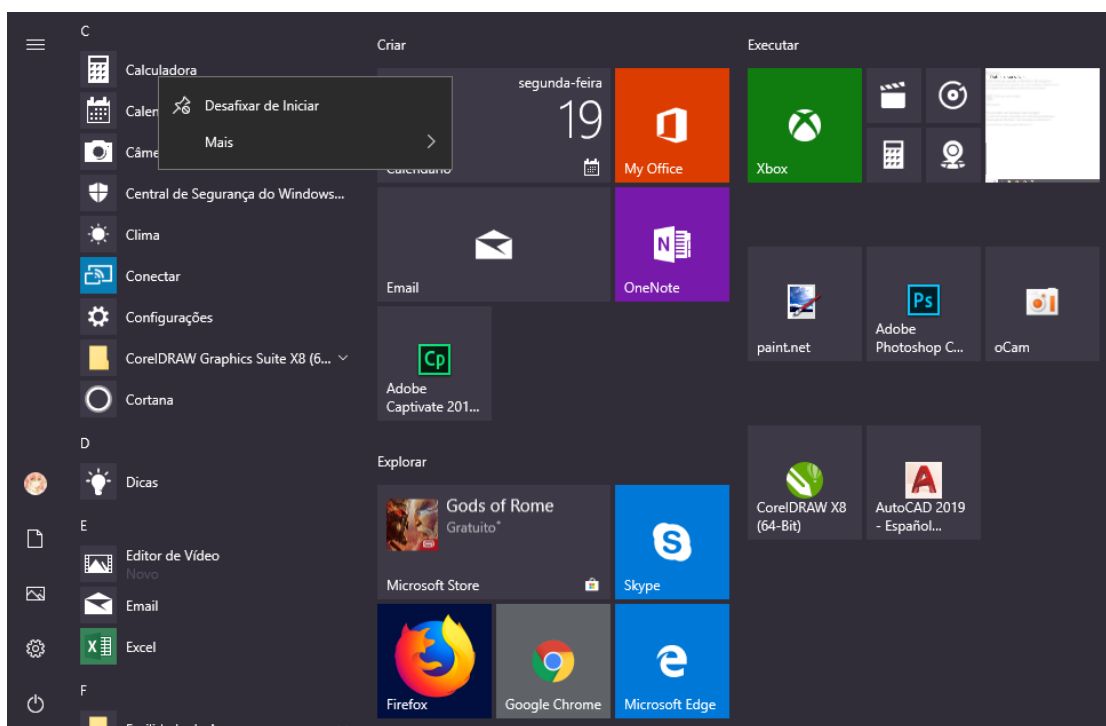 C
Calculadora
Desafixar de Iniciar
Mais
Calen
Câme
Central de Segurança do Windows...
Clima
Conectar
Configurações
CorelDRAW Graphics Suite X8 (6...
Cortana
D
Dicas
E
Editor de Vídeo
Novo
Email
X
Excel
F
Criar
segunda-feira
19
Calendário
My Office
Email
N
OneNote
Cp
Adobe
Captivate 201...
Explorar
Gods of Rome
Gratuito*
Microsoft Store
S
Skype
Firefox
Google Chrome
e
Microsoft Edge
Executar
Xbox
paint.net
Ps
Adobe
Photoshop C...
oCam
CorelDRAW X8
(64-Bit)
A
AutoCAD 2019
- Español...